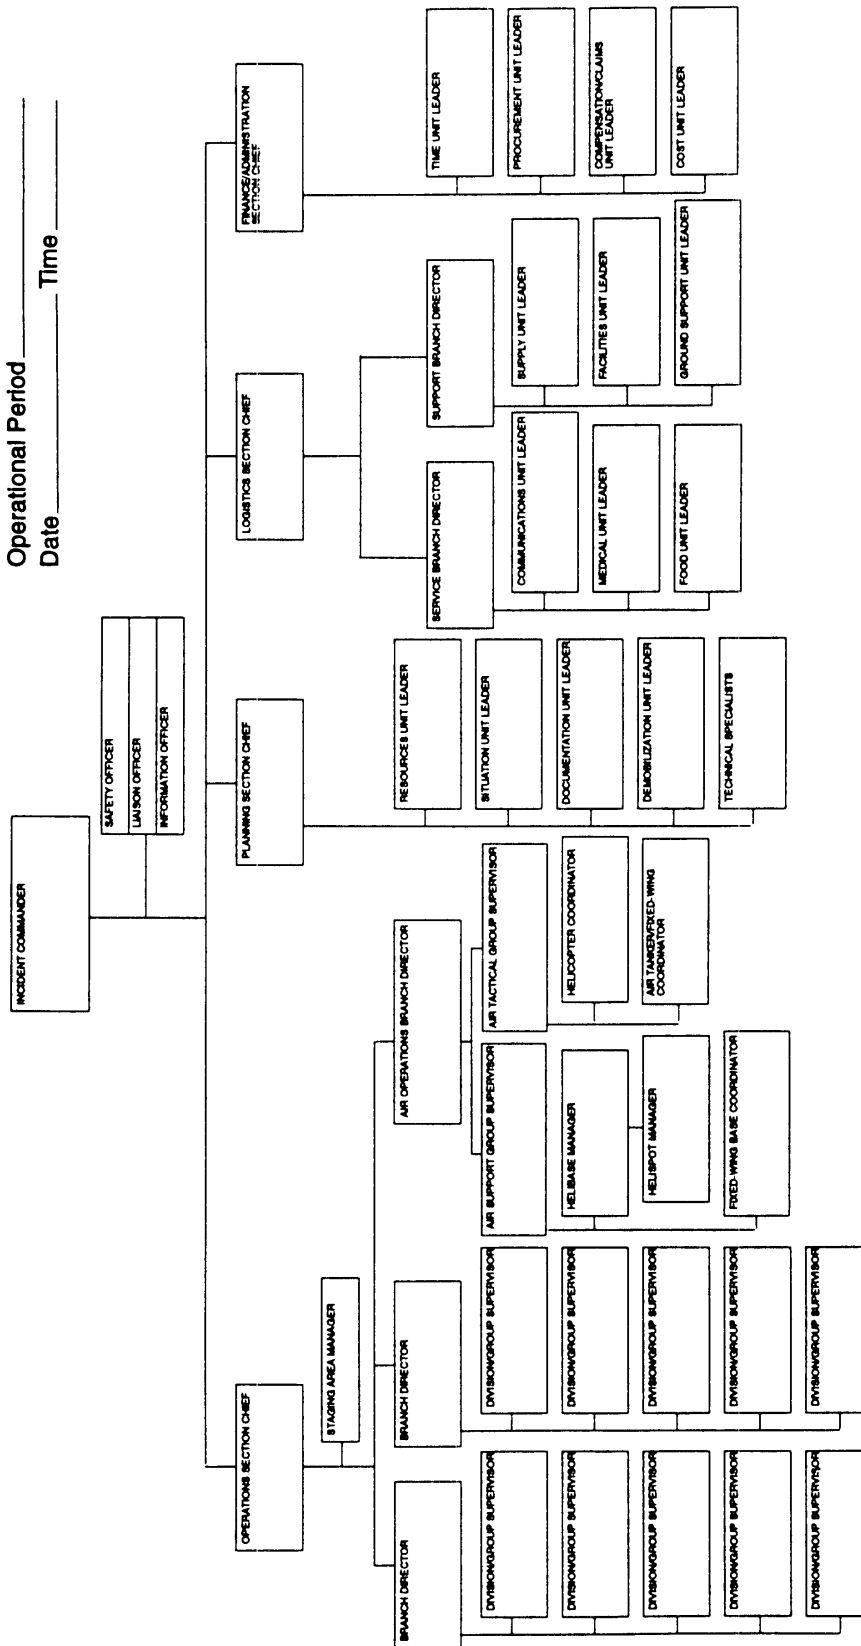 Operational Period
Date Time
INCIDENT COMMANDER
SAFETY OFFICER
LIAISON OFFICER
INFORMATION OFFICER
OPERATIONS SECTION CHIEF
PLANNING SECTION CHIEF
LOGISTICS SECTION CHIEF
FINANCE/ADMINISTRATION
SECTION CHIEF
STAGING AREA MANAGER
BRANCH DIRECTOR
DIVISION/GROUP SUPERVISOR
DIVISION/GROUP SUPERVISOR
DIVISION/GROUP SUPERVISOR
DIVISION/GROUP SUPERVISOR
DIVISION/GROUP SUPERVISOR
BRANCH DIRECTOR
DIVISION/GROUP SUPERVISOR
DIVISION/GROUP SUPERVISOR
DIVISION/GROUP SUPERVISOR
DIVISION/GROUP SUPERVISOR
DIVISION/GROUP SUPERVISOR
AIR OPERATIONS BRANCH DIRECTOR
AIR SUPPORT GROUP SUPERVISOR
HELIBASE MANAGER
HELISPOT MANAGER
FIXED-WING BASE COORDINATOR
AIR TACTICAL GROUP SUPERVISOR
HELICOPTER COORDINATOR
AIR TANKER/FIXED-WING
COORDINATOR
RESOURCES UNIT LEADER
SITUATION UNIT LEADER
DOCUMENTATION UNIT LEADER
DEMOBILIZATION UNIT LEADER
TECHNICAL SPECIALISTS
SERVICE BRANCH DIRECTOR
COMMUNICATIONS UNIT LEADER
MEDICAL UNIT LEADER
FOOD UNIT LEADER
SUPPORT BRANCH DIRECTOR
SUPPLY UNIT LEADER
FACILITIES UNIT LEADER
GROUND SUPPORT UNIT LEADER
TIME UNIT LEADER
PROCUREMENT UNIT LEADER
COMPENSATION/CLAIMS
UNIT LEADER
COST UNIT LEADER